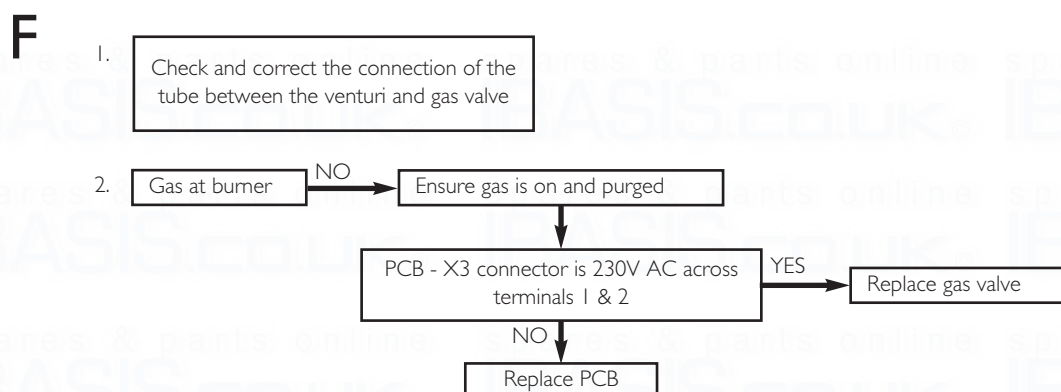 F
1.
Check and correct the connection of the
tube between the venturi and gas valve
2.
Gas at burner
NO
Ensure gas is on and purged
PCB - X3 connector is 230V AC across
terminals 1 & 2
YES
Replace gas valve
NO
Replace PCB